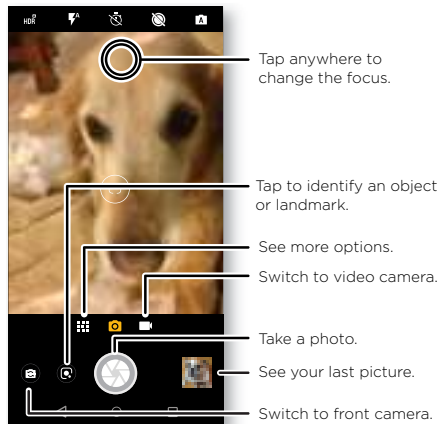 HDR
A
A
Tap anywhere to
change the focus.
Tap to identify an object
or landmark.
See more options.
Switch to video camera.
Take a photo.
See your last picture.
Switch to front camera.